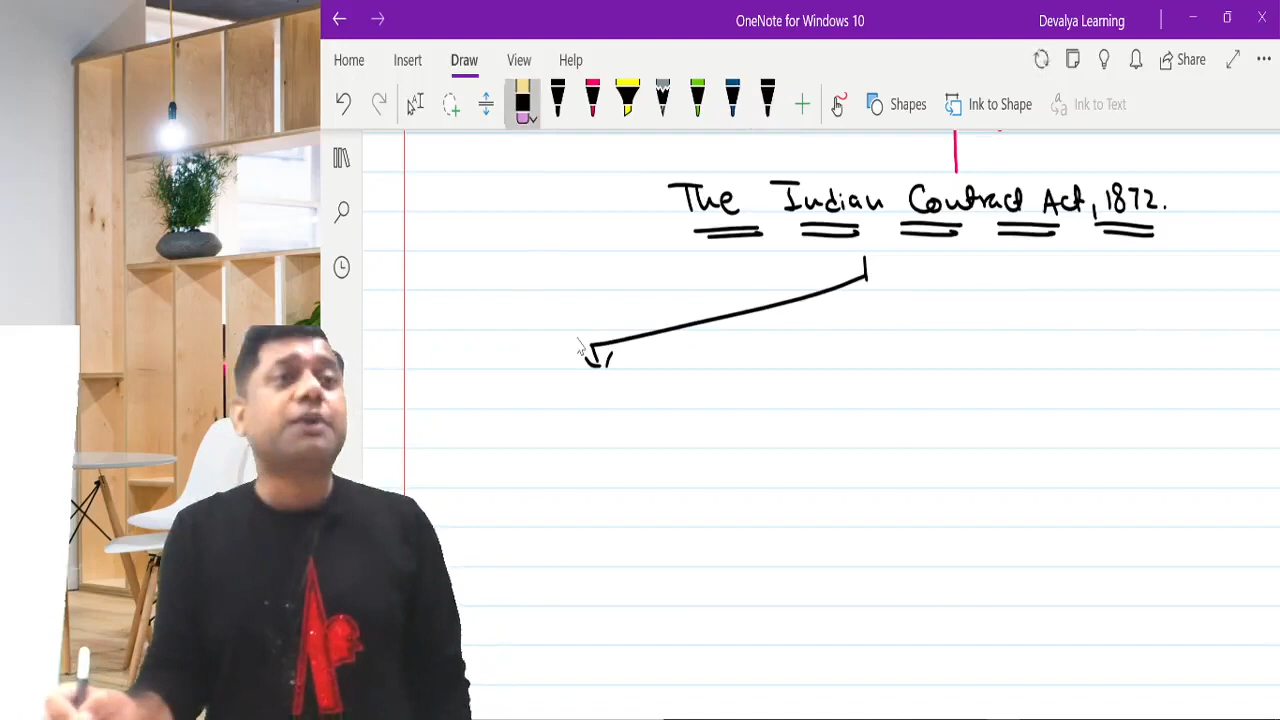 OneNote for Windows 10
Devalya Learning
Home Insert Draw View Help
Share
Shapes
Ink to Shape
Ink to Text
The Indian Contract Act, 1872.